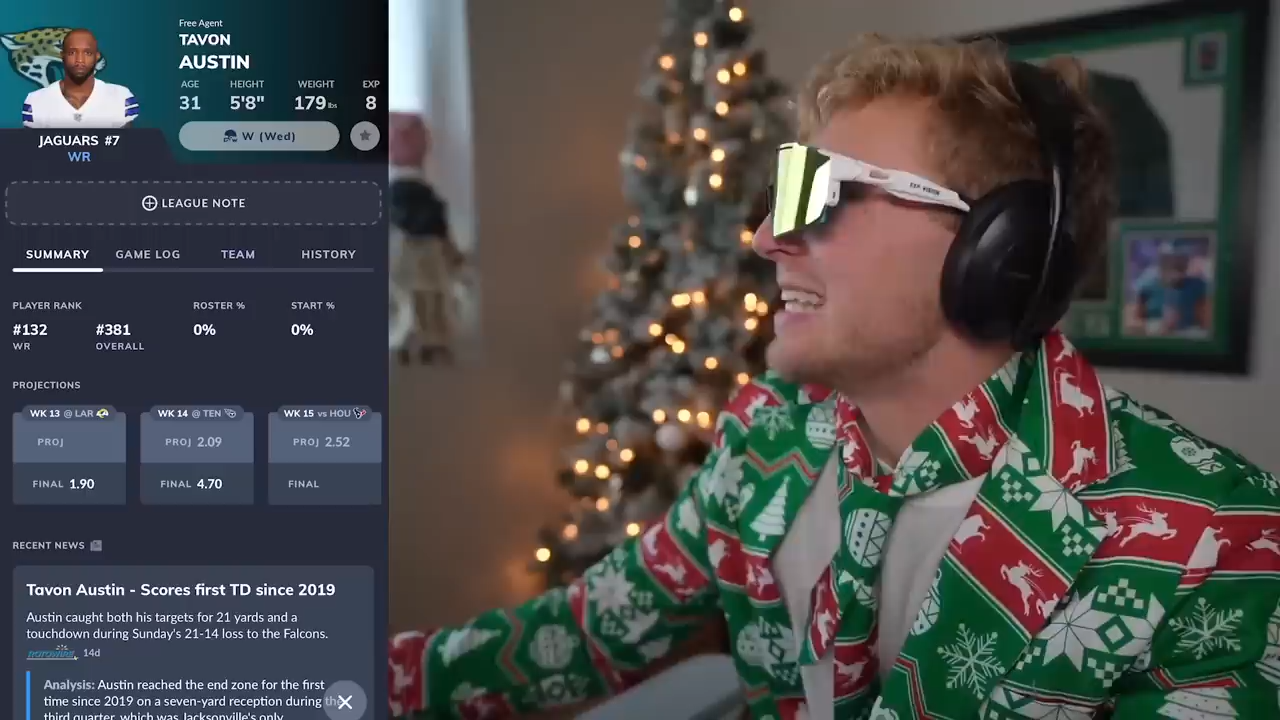 Free Agent
TAVON
AUSTIN
AGE HEIGHT WEIGHT EXP
31 5'8" 179 lbs 8
W (Wed)
JAGUARS #7
WR
LEAGUE NOTE
SUMMARY GAME LOG TEAM HISTORY
PLAYER RANK ROSTER % START %
#132 #381 0% 0%
WR OVERALL
PROJECTIONS
WK 13 @ LAR WK 14 @ TEN WK 15 vs HOU
PROJ PROJ 2.09 PROJ 2.52
FINAL 1.90 FINAL 4.70 FINAL
RECENT NEWS
Tavon Austin - Scores first TD since 2019
Austin caught both his targets for 21 yards and a
touchdown during Sunday's 21-14 loss to the Falcons.
ROTOWIRE 14d
Analysis: Austin reached the end zone for the first
time since 2019 on a seven-yard reception during the
third quarter, which was Jacksonville's only